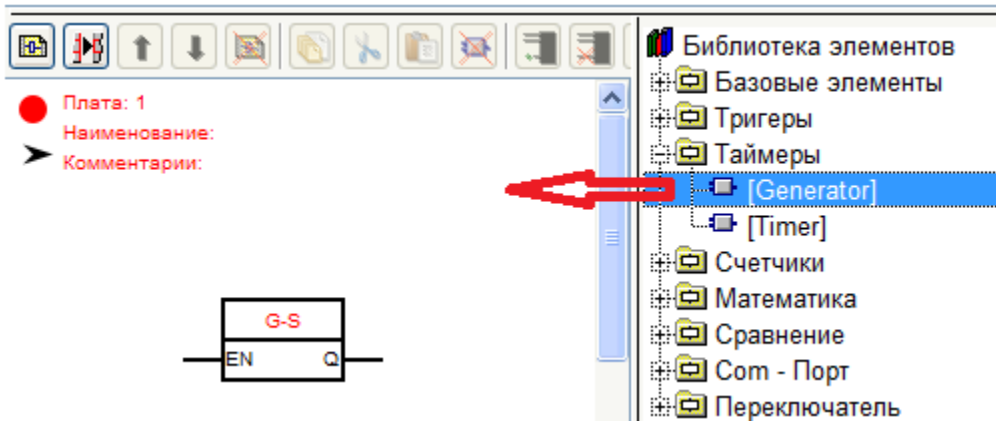 Плата: 1
Наименование:
Комментарии:
G-S
EN Q
Библиотека элементов
Базовые элементы
Тригеры
Таймеры
[Generator]
[Timer]
Счетчики
Математика
Сравнение
Com - Порт
Переключатель